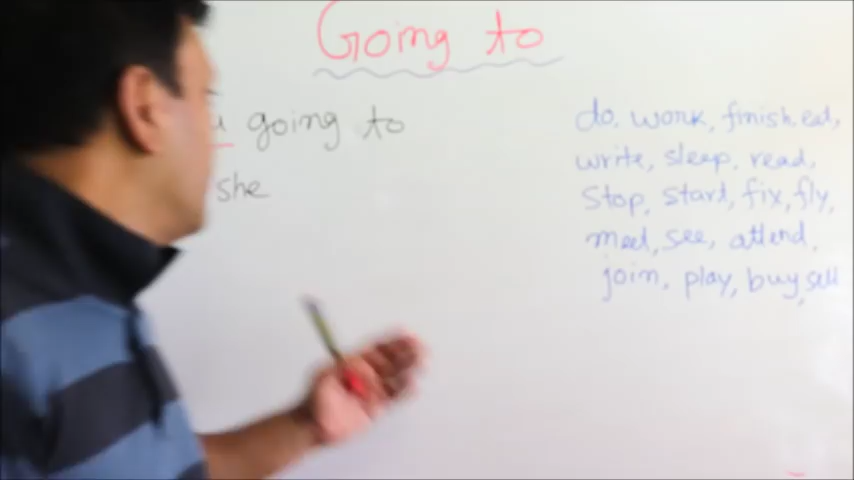 Going to
going to
she
do, work, finish, eat,
write, sleep, read,
Stop, start, fix, fly,
meet, see, attend,
join, play, buy, sell